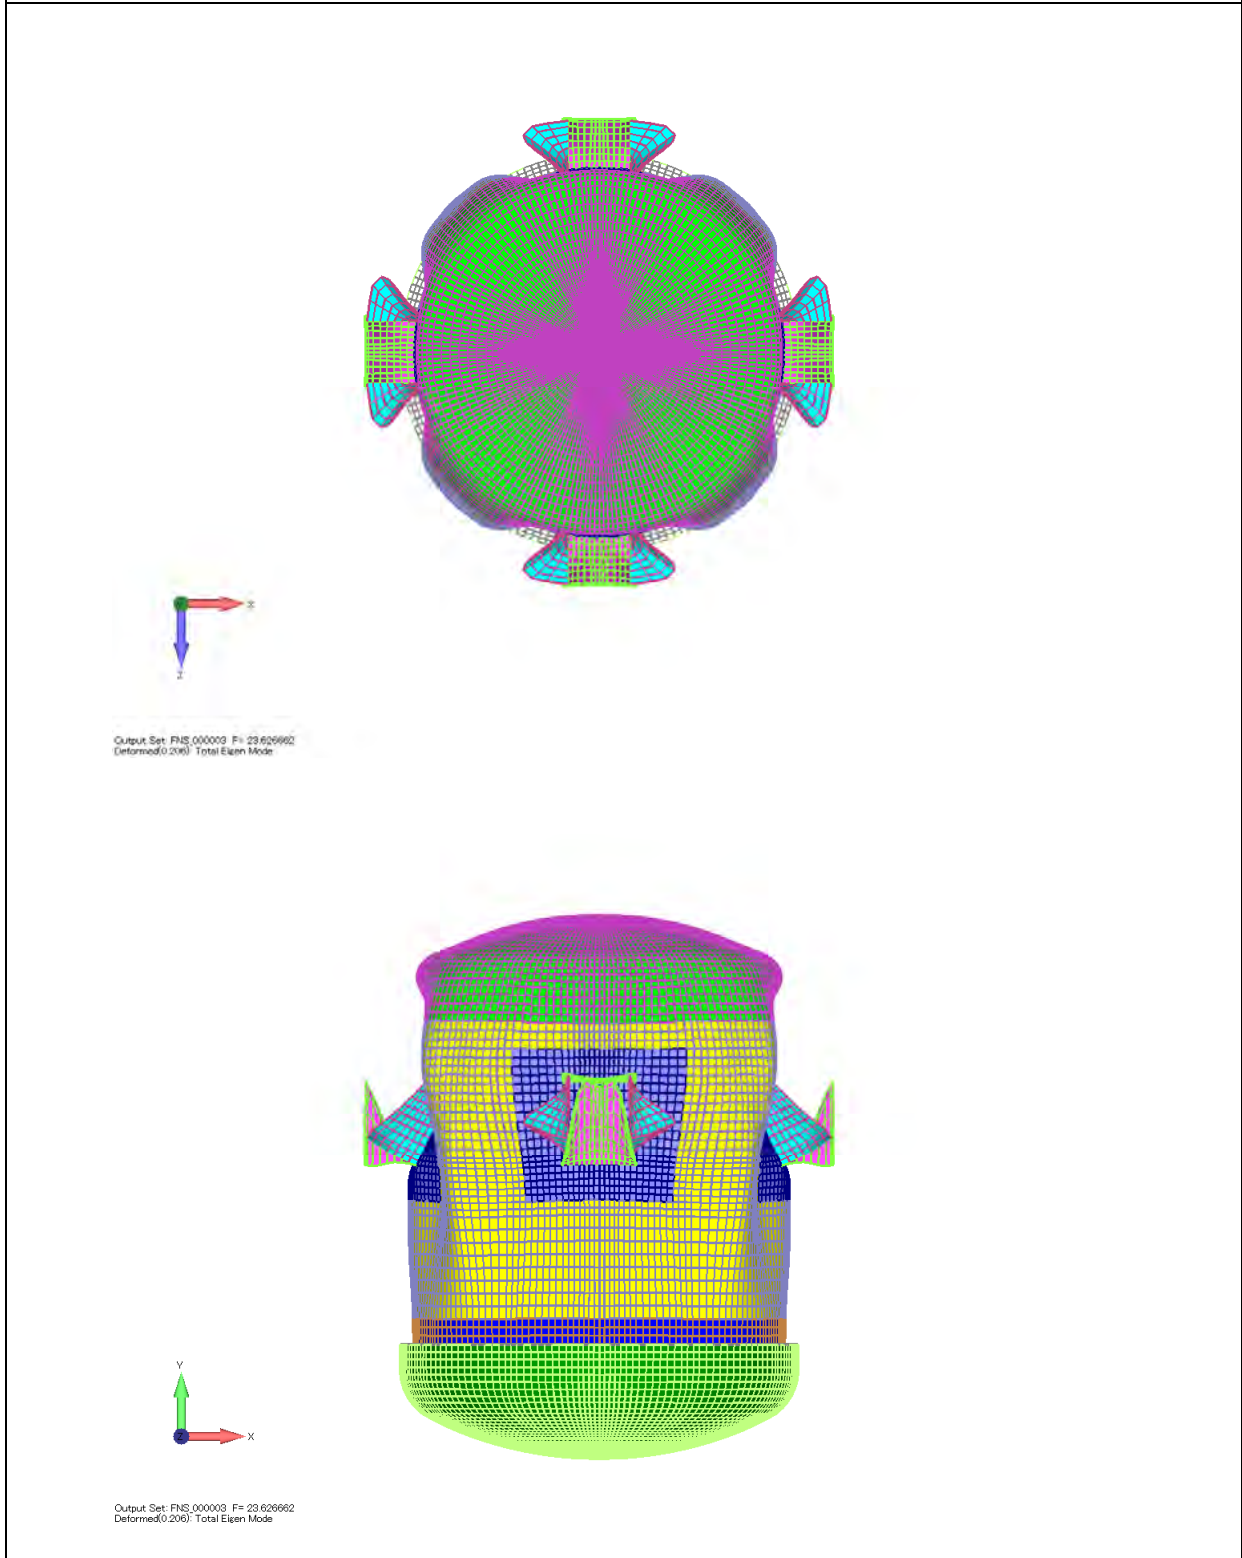 X
Z
Output Set: FNS_000003 F= 23.626662
Deformed(0.206): Total Eigen Mode
Y
Z
X
Output Set: FNS_000003 F= 23.626662
Deformed(0.206): Total Eigen Mode